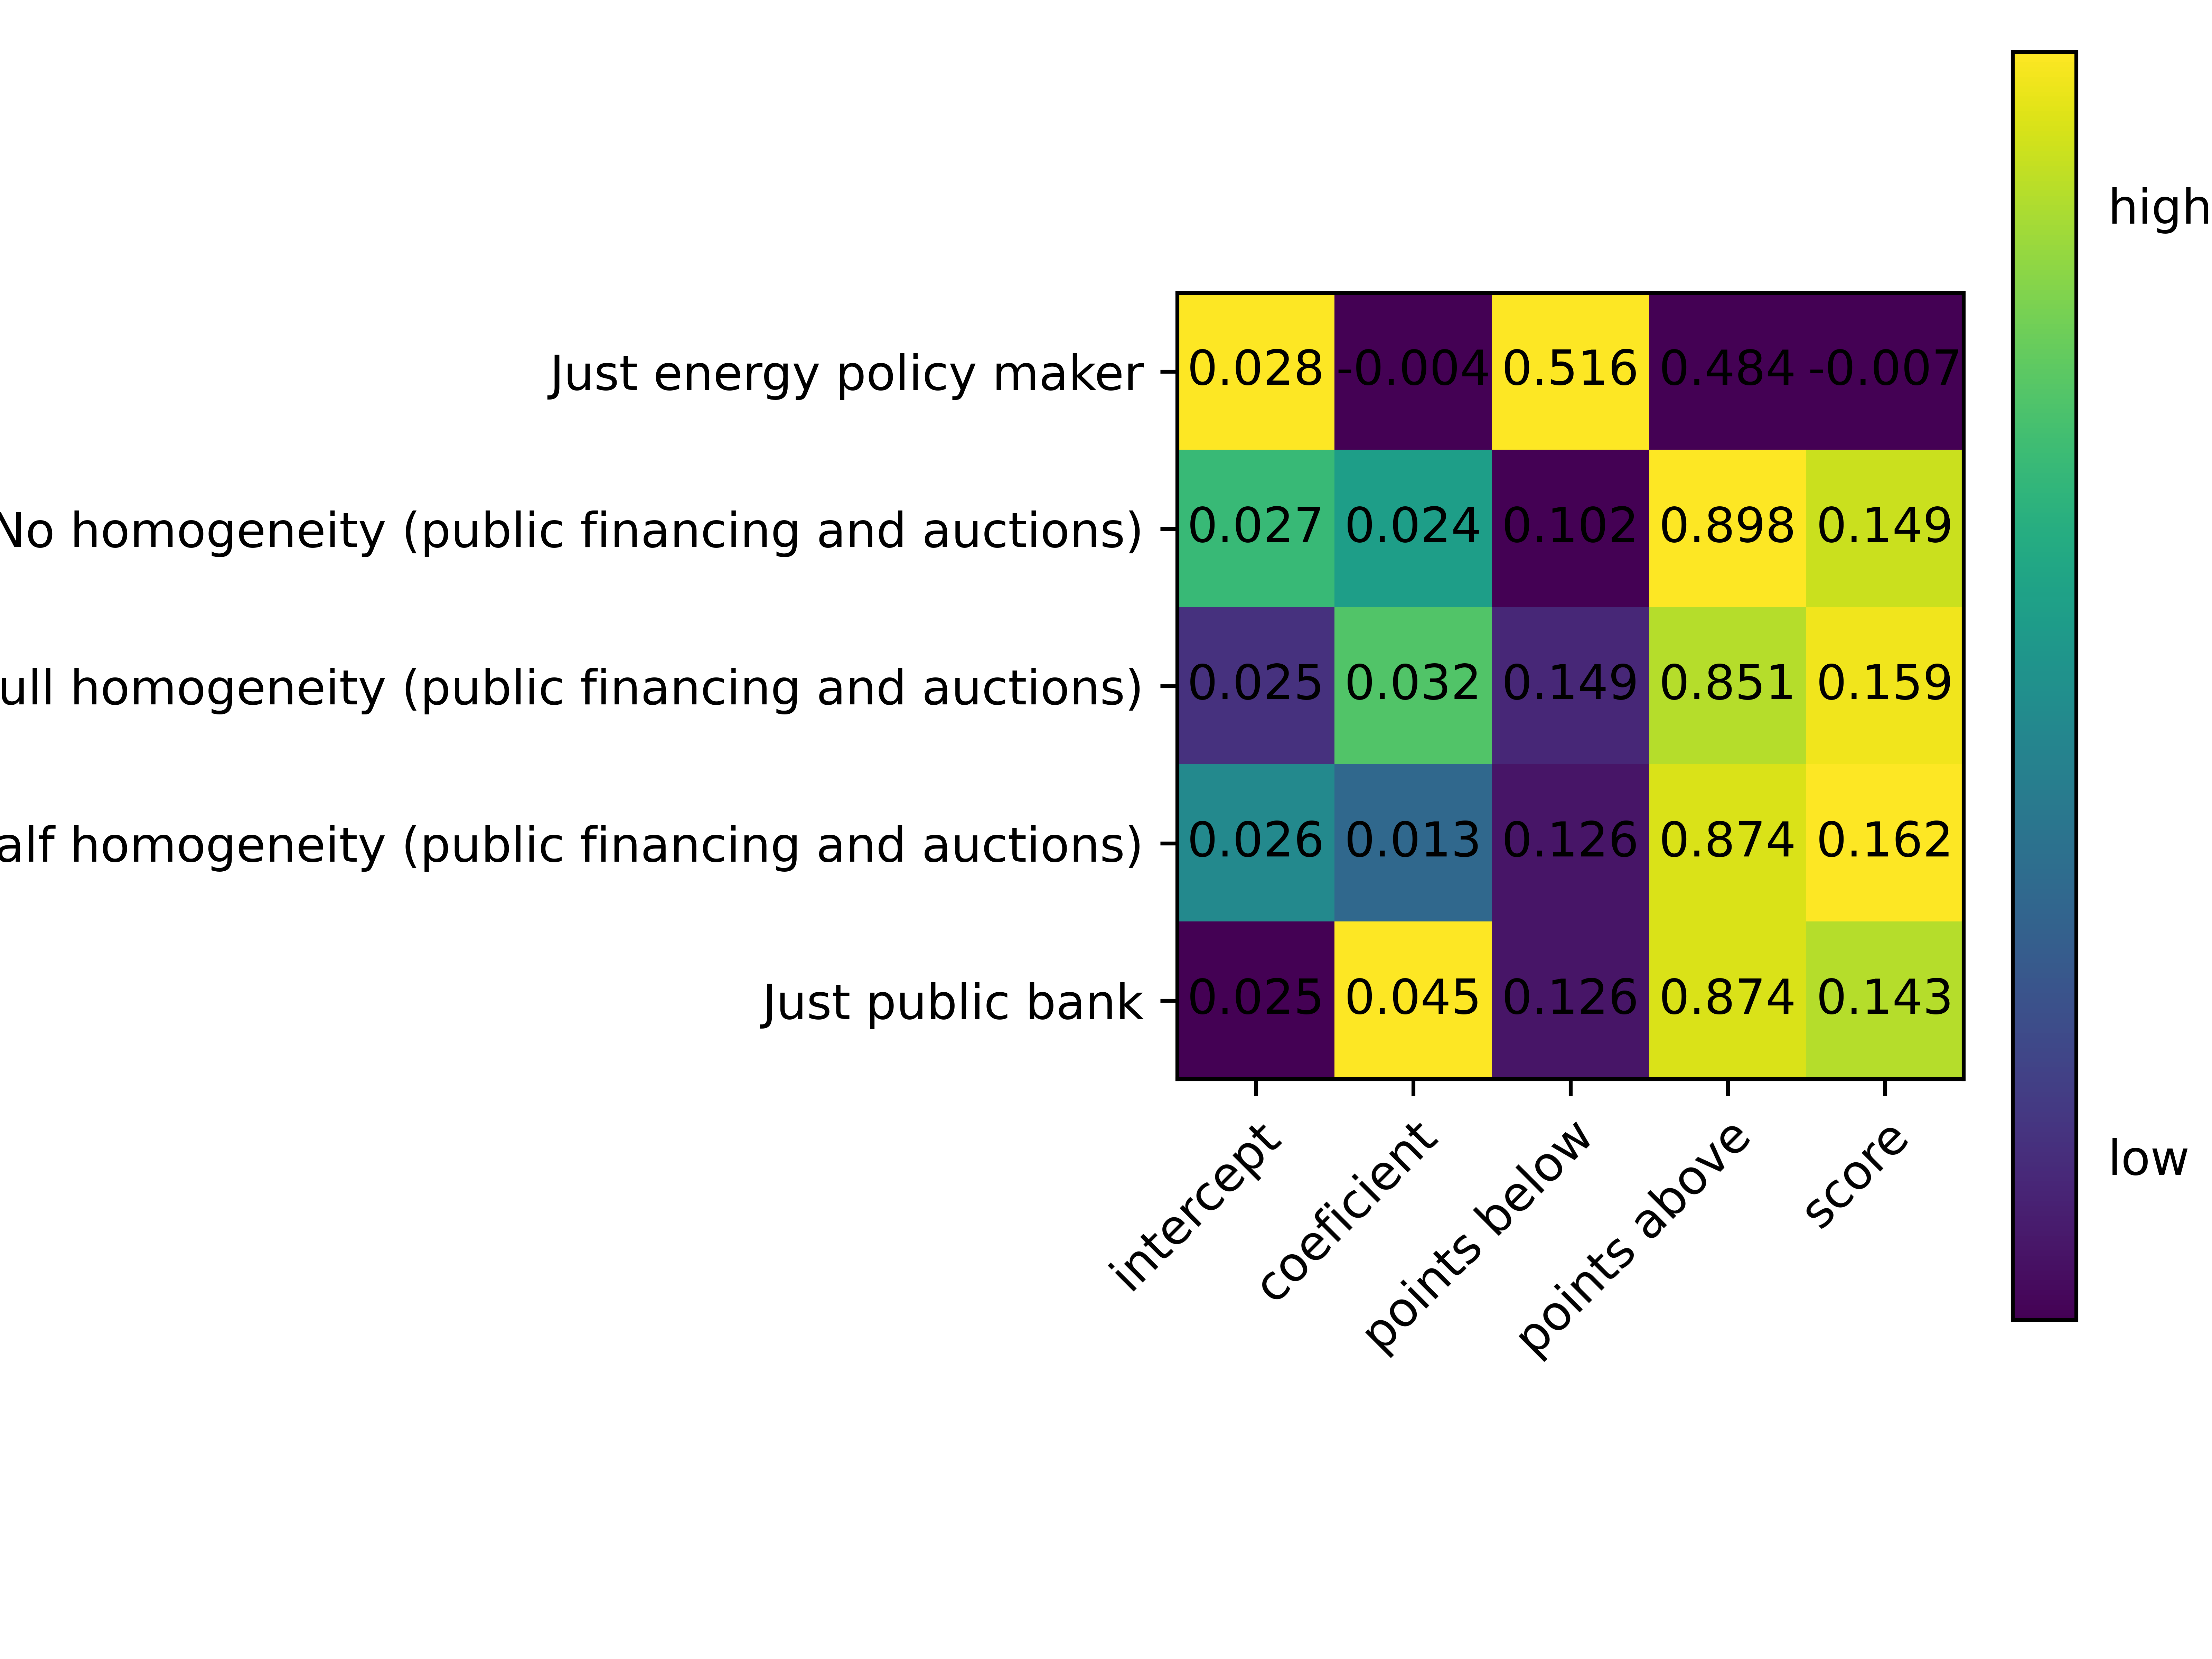 high
Just energy policy maker 0.028 -0.004 0.516 0.484 -0.007
No homogeneity (public financing and auctions) 0.027 0.024 0.102 0.898 0.149
ull homogeneity (public financing and auctions) 0.025 0.032 0.149 0.851 0.159
alf homogeneity (public financing and auctions) 0.026 0.013 0.126 0.874 0.162
Just public bank 0.025 0.045 0.126 0.874 0.143
low
intercept
coeficient
points below
points above
score